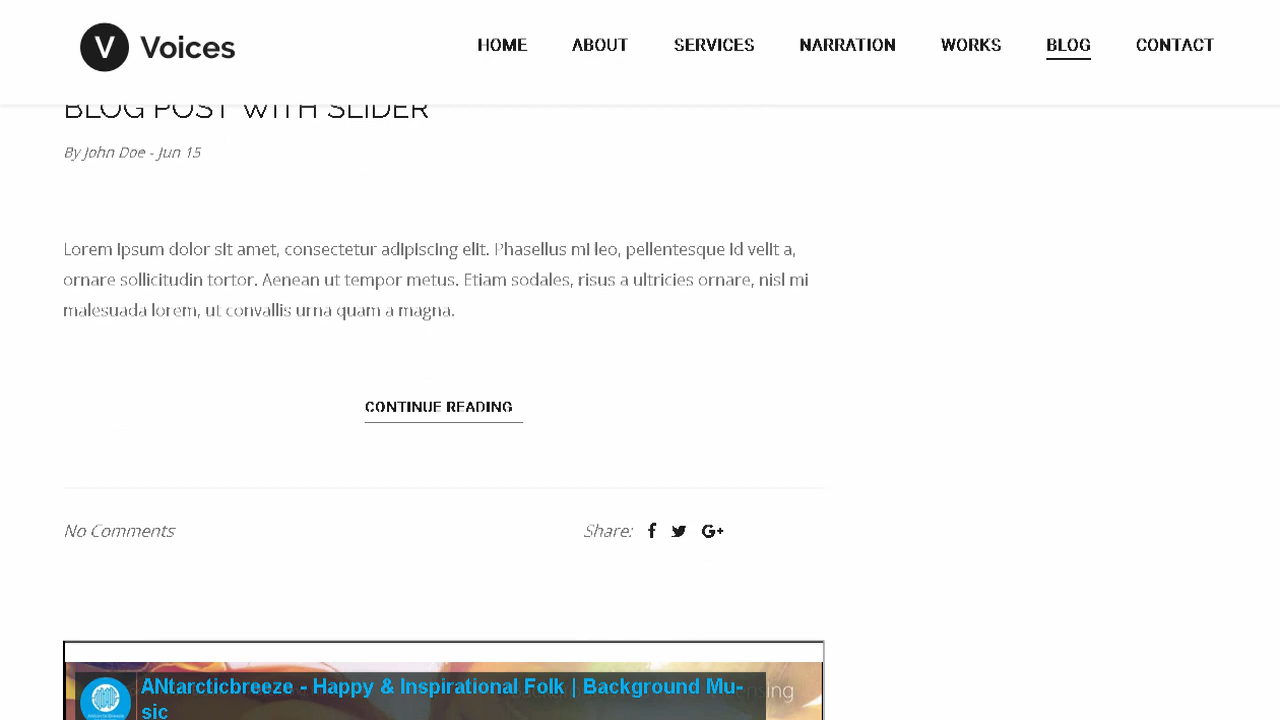 V Voices
HOME ABOUT SERVICES NARRATION WORKS BLOG CONTACT
BLOG POST WITH SLIDER
By John Doe - Jun 15
Lorem ipsum dolor sit amet, consectetur adipiscing elit. Phasellus mi leo, pellentesque id velit a,
ornare sollicitudin tortor. Aenean ut tempor metus. Etiam sodales, risus a ultricies ornare, nisl mi
malesuada lorem, ut convallis urna quam a magna.
CONTINUE READING
No Comments
Share: f G+
ANtarcticbreeze - Happy & Inspirational Folk | Background Mu-
sic